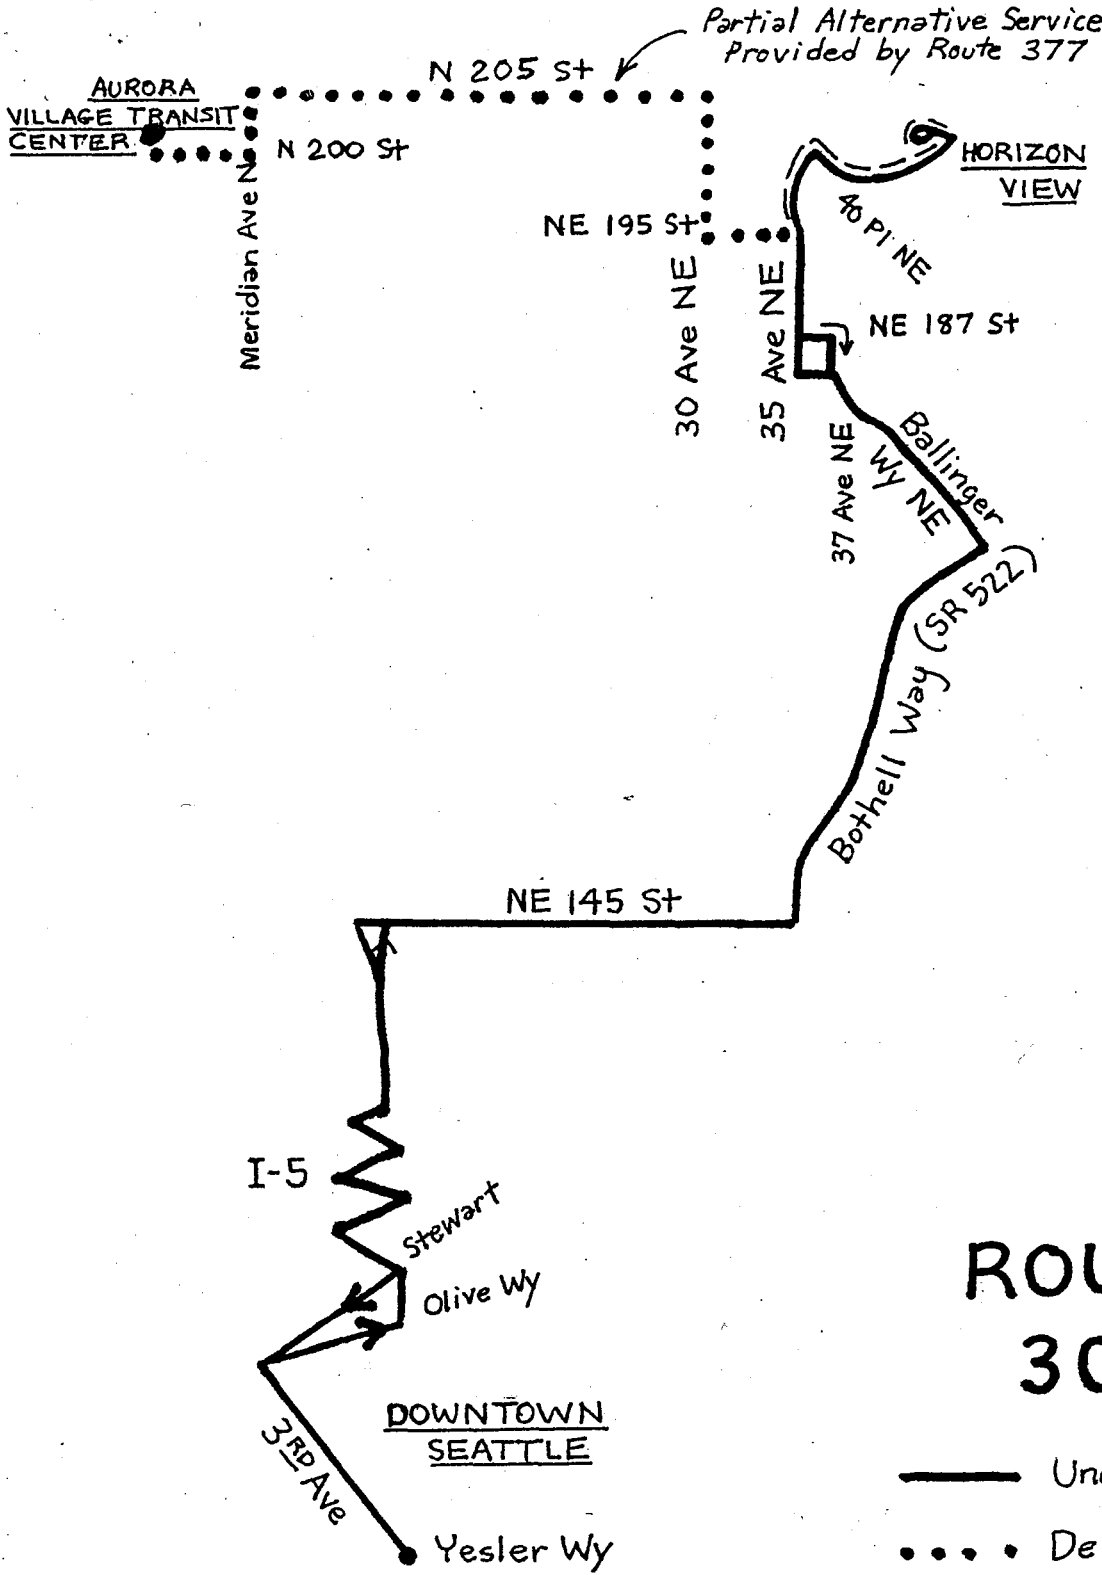 Partial Alternative Service
Provided by Route 377
N 205 St
AURORA
VILLAGE TRANSIT
CENTER
N 200 St
Meridian Ave N
HORIZON
VIEW
40 Pl NE
NE 195 St
30 Ave NE
35 Ave NE
NE 187 St
37 Ave NE
Ballinger
Wy NE
Bothell Way (SR 522)
NE 145 St
I-5
Stewart
Olive Wy
DOWNTOWN
SEATTLE
3RD Ave
Yesler Wy